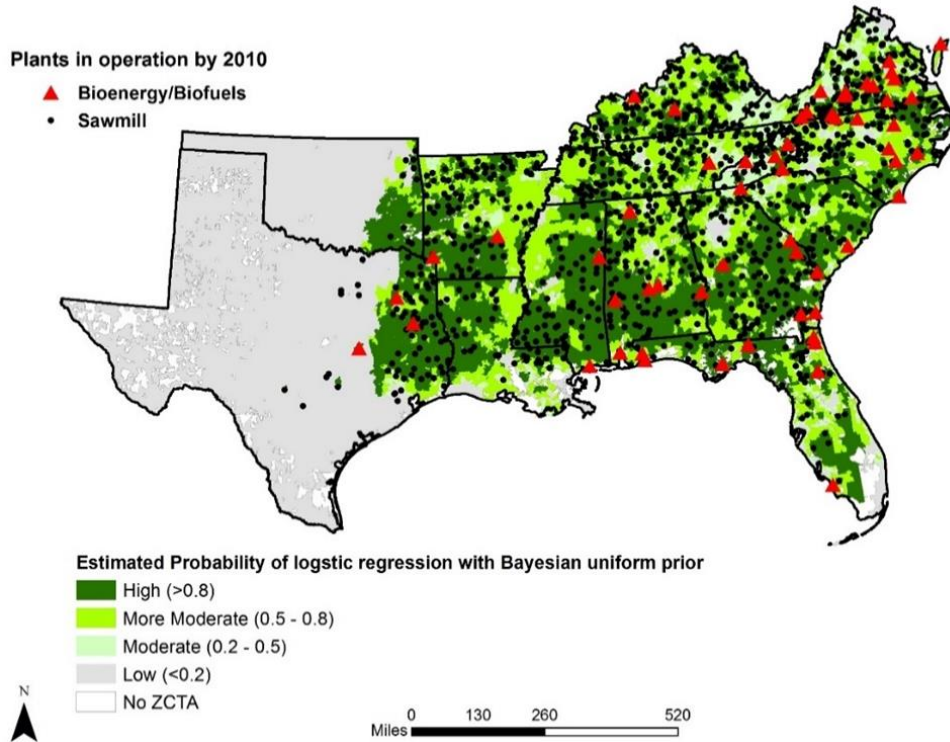 Plants in operation by 2010
Bioenergy/Biofuels
Sawmill
Estimated Probability of logstic regression with Bayesian uniform prior
High (>0.8)
More Moderate (0.5 - 0.8)
Moderate (0.2 - 0.5)
Low (<0.2)
No ZCTA
N
0 130 260 520
Miles